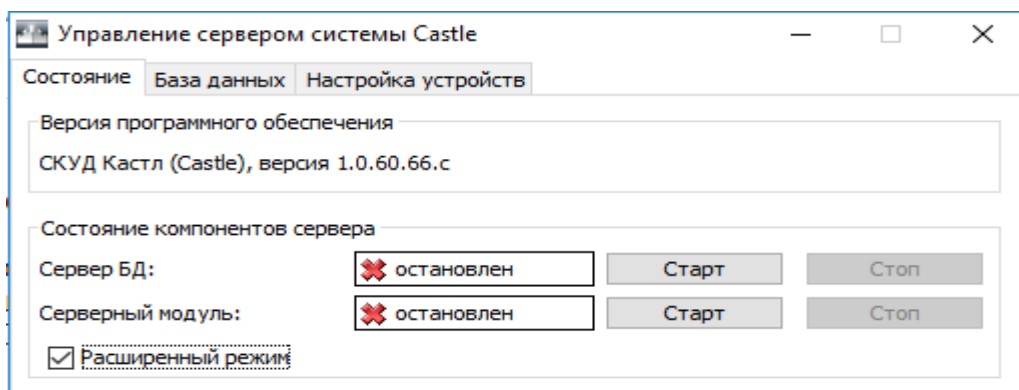 Управление сервером системы Castle
Состояние База данных Настройка устройств
Версия программного обеспечения
СКУД Кастл (Castle), версия 1.0.60.66.c
Состояние компонентов сервера
Сервер БД: остановлен Старт Стоп
Серверный модуль: остановлен Старт Стоп
Расширенный режим